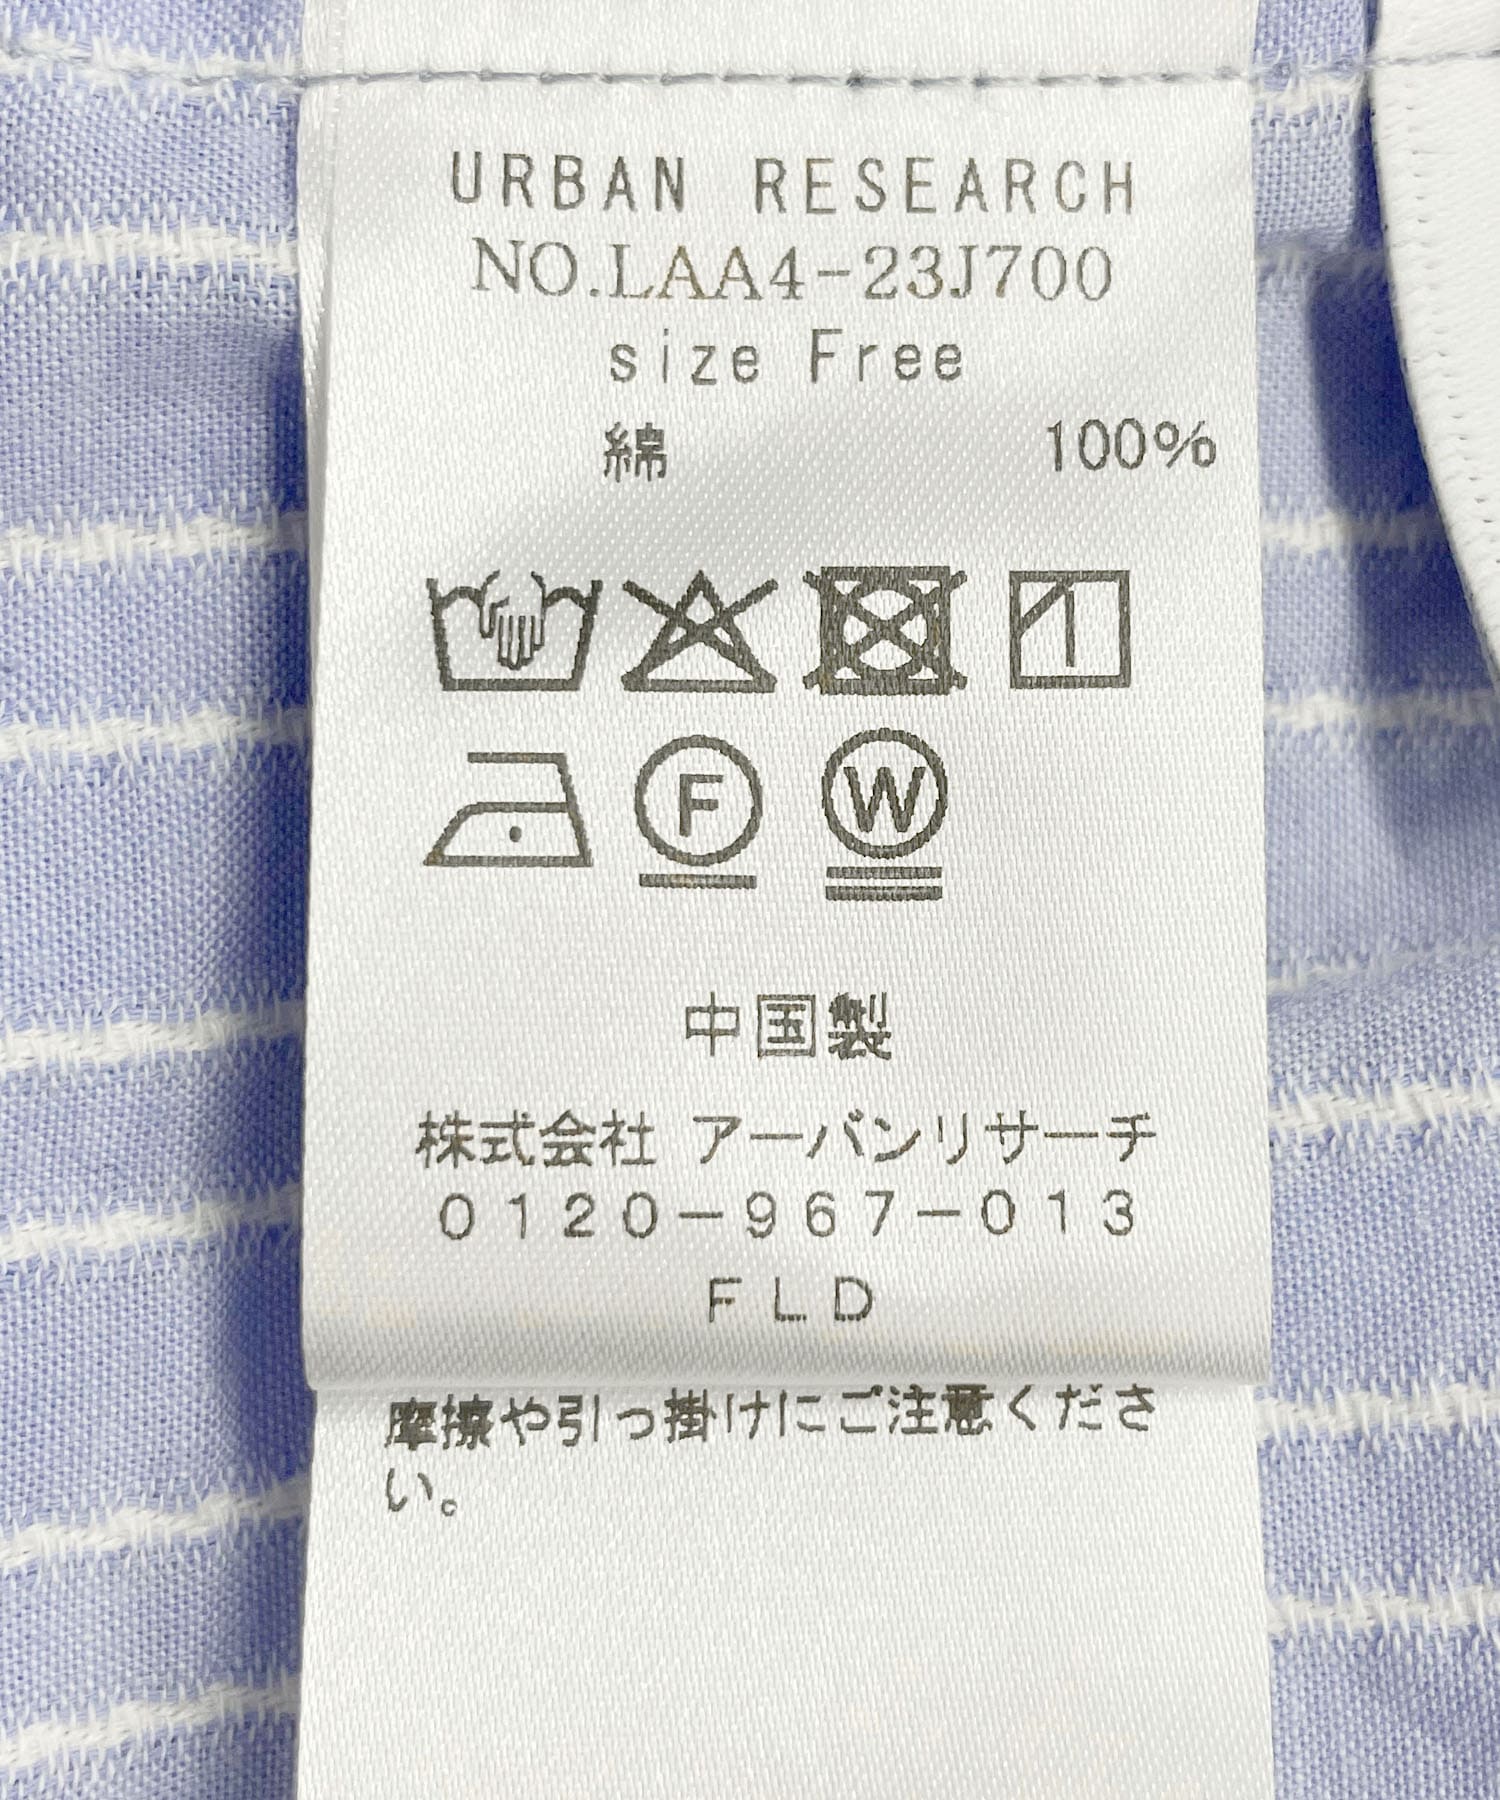 URBAN RESEARCH
NO.LAA4-23J700
size Free
綿 100%
F W
中国製
株式会社 アーバンリサーチ
0120-967-013
FLD
摩擦や引っ掛けにご注意くださ
い。